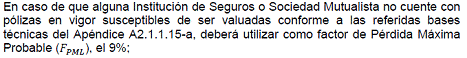 En caso de que alguna Institución de Seguros o Sociedad Mutualista no cuente con
pólizas en vigor susceptibles de ser valuadas conforme a las referidas bases
técnicas del Apéndice A2.1.1.15-a, deberá utilizar como factor de Pérdida Máxima
Probable (F_PML), el 9%;